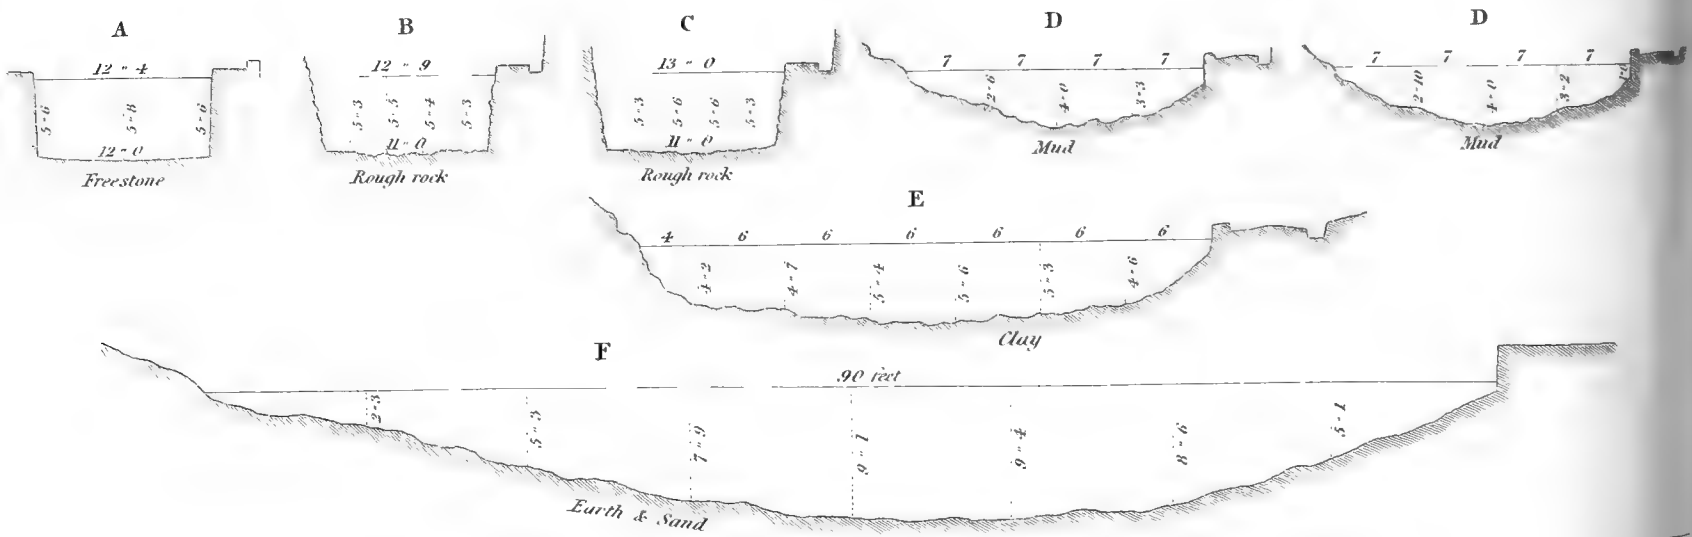 A
12 " 4
5-6 5-8 5-6
12 " 0
Freestone
B
12 " 9
5-3 5-5 5-4 5-3
11 " 0
Rough rock
C
13 " 0
5-3 5-6 5-6 5-3
11 " 0
Rough rock
D
7 7 7 7
2-6 4-0 3-3
Mud
D
7 7 7 7
2-10 4-0 3-2
Mud
E
4 6 6 6 6 6 6
4-2 4-7 5-4 5-6 5-3 4-6
Clay
F
90 feet
2-3 5-3 7-9 9-1 9-4 8-6 5-1
Earth & Sand